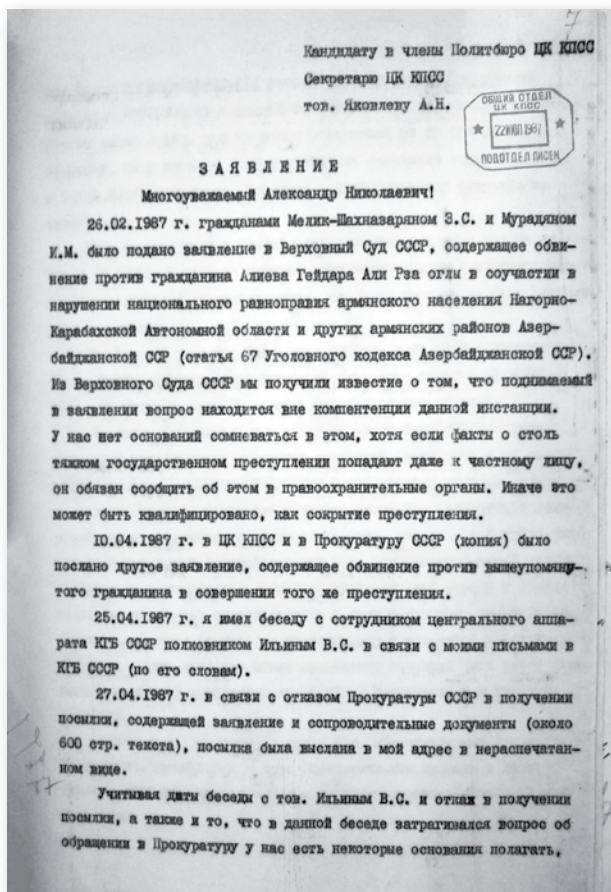 7
Кандидату в члены Политбюро ЦК КПСС
Секретарю ЦК КПСС
тов. Яковлеву А.Н.
ОБЩИЙ ОТДЕЛ
ЦК КПСС
22 ИЮЛ 1987
ПОДОТДЕЛ ПИСЕМ
ЗАЯВЛЕНИЕ
Многоуважаемый Александр Николаевич!
26.02.1987 г. гражданами Мелик-Шахназаряном З.С. и Мурадяном
И.М. было подано заявление в Верховный Суд СССР, содержащее обви-
нение против гражданина Алиева Гейдара Али Рза оглы в соучастии в
нарушении национального равноправия армянского населения Нагорно-
Карабахской Автономной области и других армянских районов Азер-
байджанской ССР (статья 67 Уголовного кодекса Азербайджанской ССР).
Из Верховного Суда СССР мы получили известие о том, что поднимаемый
в заявлении вопрос находится вне компентенции данной инстанции.
У нас нет оснований сомневаться в этом, хотя если факты о столь
тяжком государственном преступлении попадают даже к частному лицу,
он обязан сообщить об этом в правоохранительные органы. Иначе это
может быть квалифицировано, как сокрытие преступления.
10.04.1987 г. в ЦК КПСС и в Прокуратуру СССР (копия) было
послано другое заявление, содержащее обвинение против вышеупомяну-
того гражданина в совершении того же преступления.
25.04.1987 г. я имел беседу с сотрудником центрального аппа-
рата КГБ СССР полковником Ильиным В.С. в связи с моими письмами в
КГБ СССР (по его словам).
27.04.1987 г. в связи с отказом Прокуратуры СССР в получении
посылки, содержащей заявление и сопроводительные документы (около
600 стр. текста), посылка была выслана в мой адрес в нераспечатан-
ном виде.
Учитывая даты беседы с тов. Ильиным В.С. и отказ в получении
посылки, а также и то, что в данной беседе затрагивался вопрос об
обращении в Прокуратуру у нас есть некоторые основания полагать,